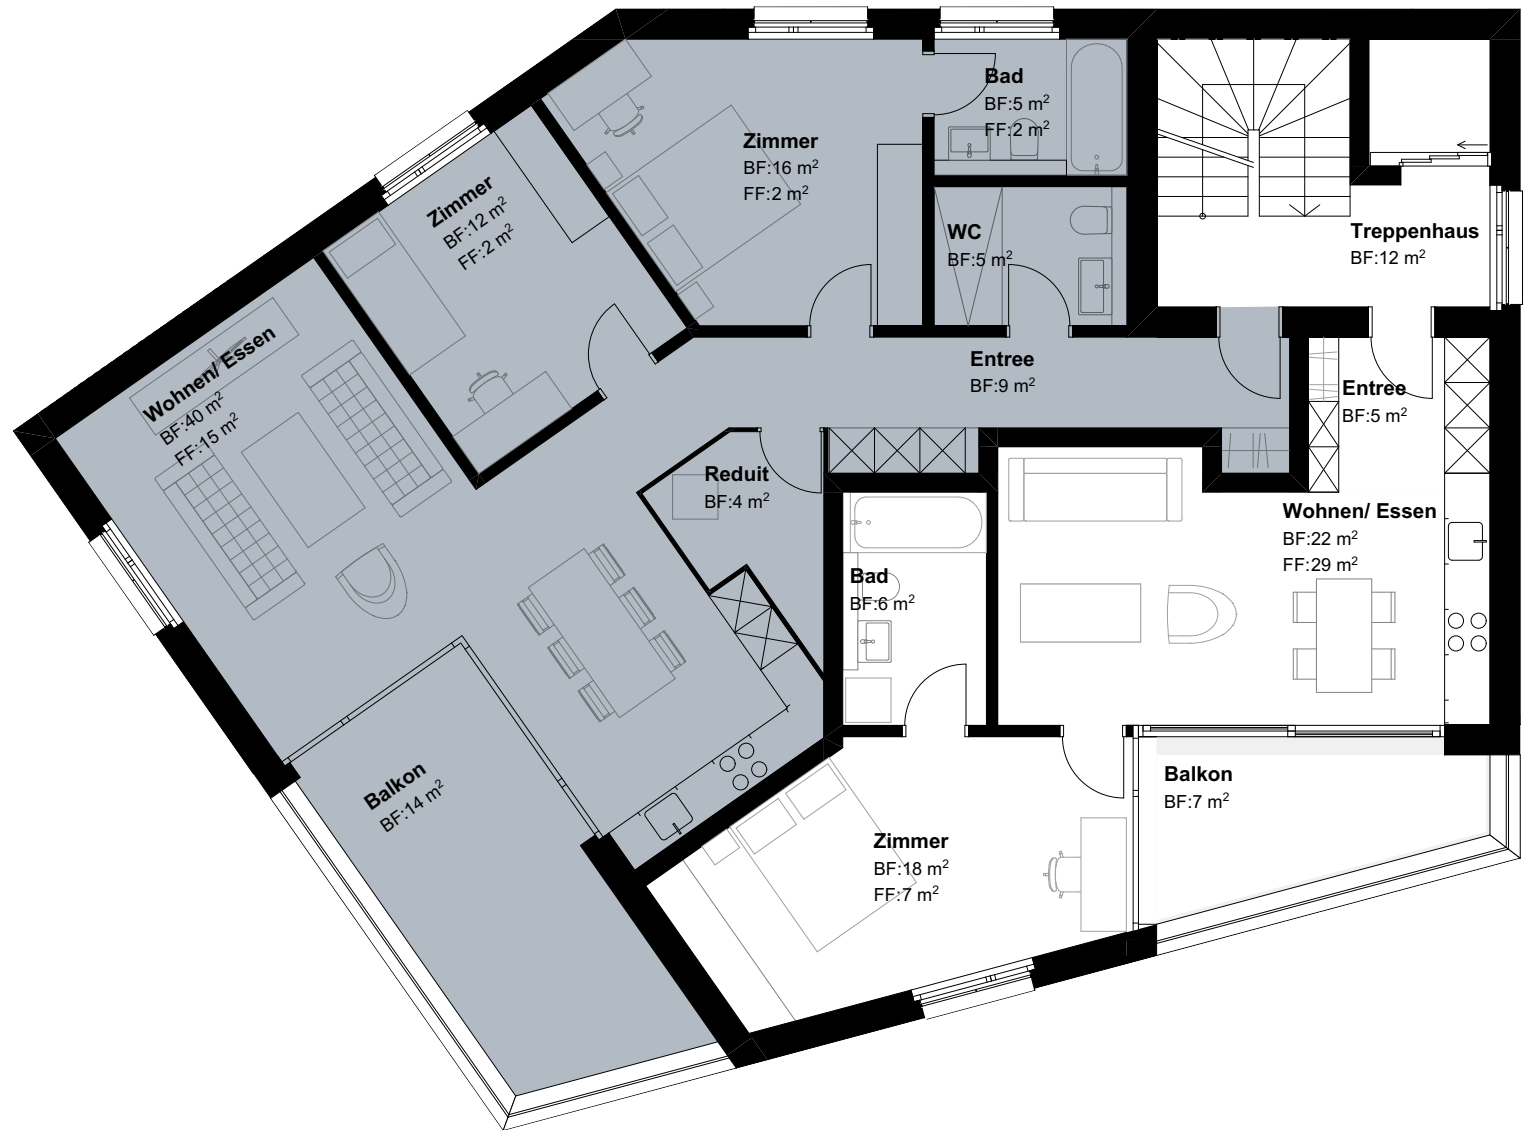 Bad
BF:5 m²
FF:2 m²
Zimmer
BF:16 m²
FF:2 m²
Zimmer
BF:12 m²
FF:2 m²
WC
BF:5 m²
Treppenhaus
BF:12 m²
Wohnen/ Essen
BF:40 m²
FF:15 m²
Entree
BF:9 m²
Entree
BF:5 m²
Reduit
BF:4 m²
Wohnen/ Essen
BF:22 m²
FF:29 m²
Bad
BF:6 m²
Balkon
BF:14 m²
Balkon
BF:7 m²
Zimmer
BF:18 m²
FF:7 m²